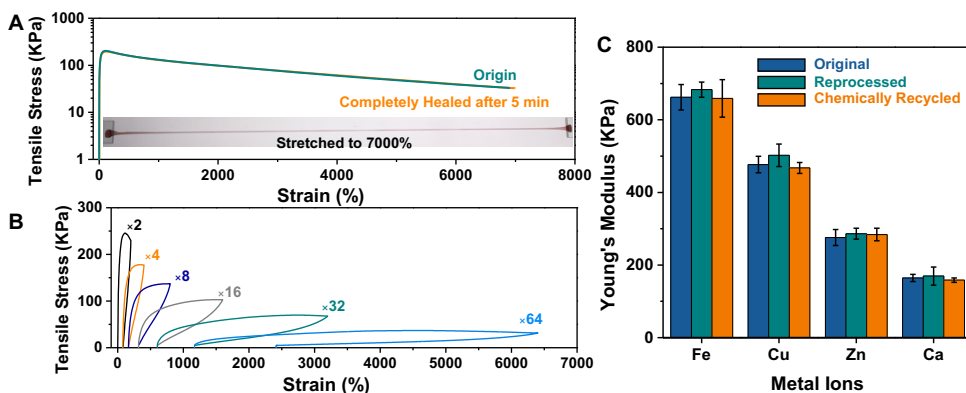 A
Tensile Stress (KPa)
1000
100
10
1
Origin
Completely Healed after 5 min
Stretched to 7000%
0
2000
4000
6000
8000
Strain (%)
B
Tensile Stress (KPa)
300
200
100
0
×2
×4
×8
×16
×32
×64
0
1000
2000
3000
4000
5000
6000
7000
Strain (%)
C
Young's Modulus (KPa)
800
600
400
200
0
Original
Reprocessed
Chemically Recycled
Fe
Cu
Zn
Ca
Metal Ions